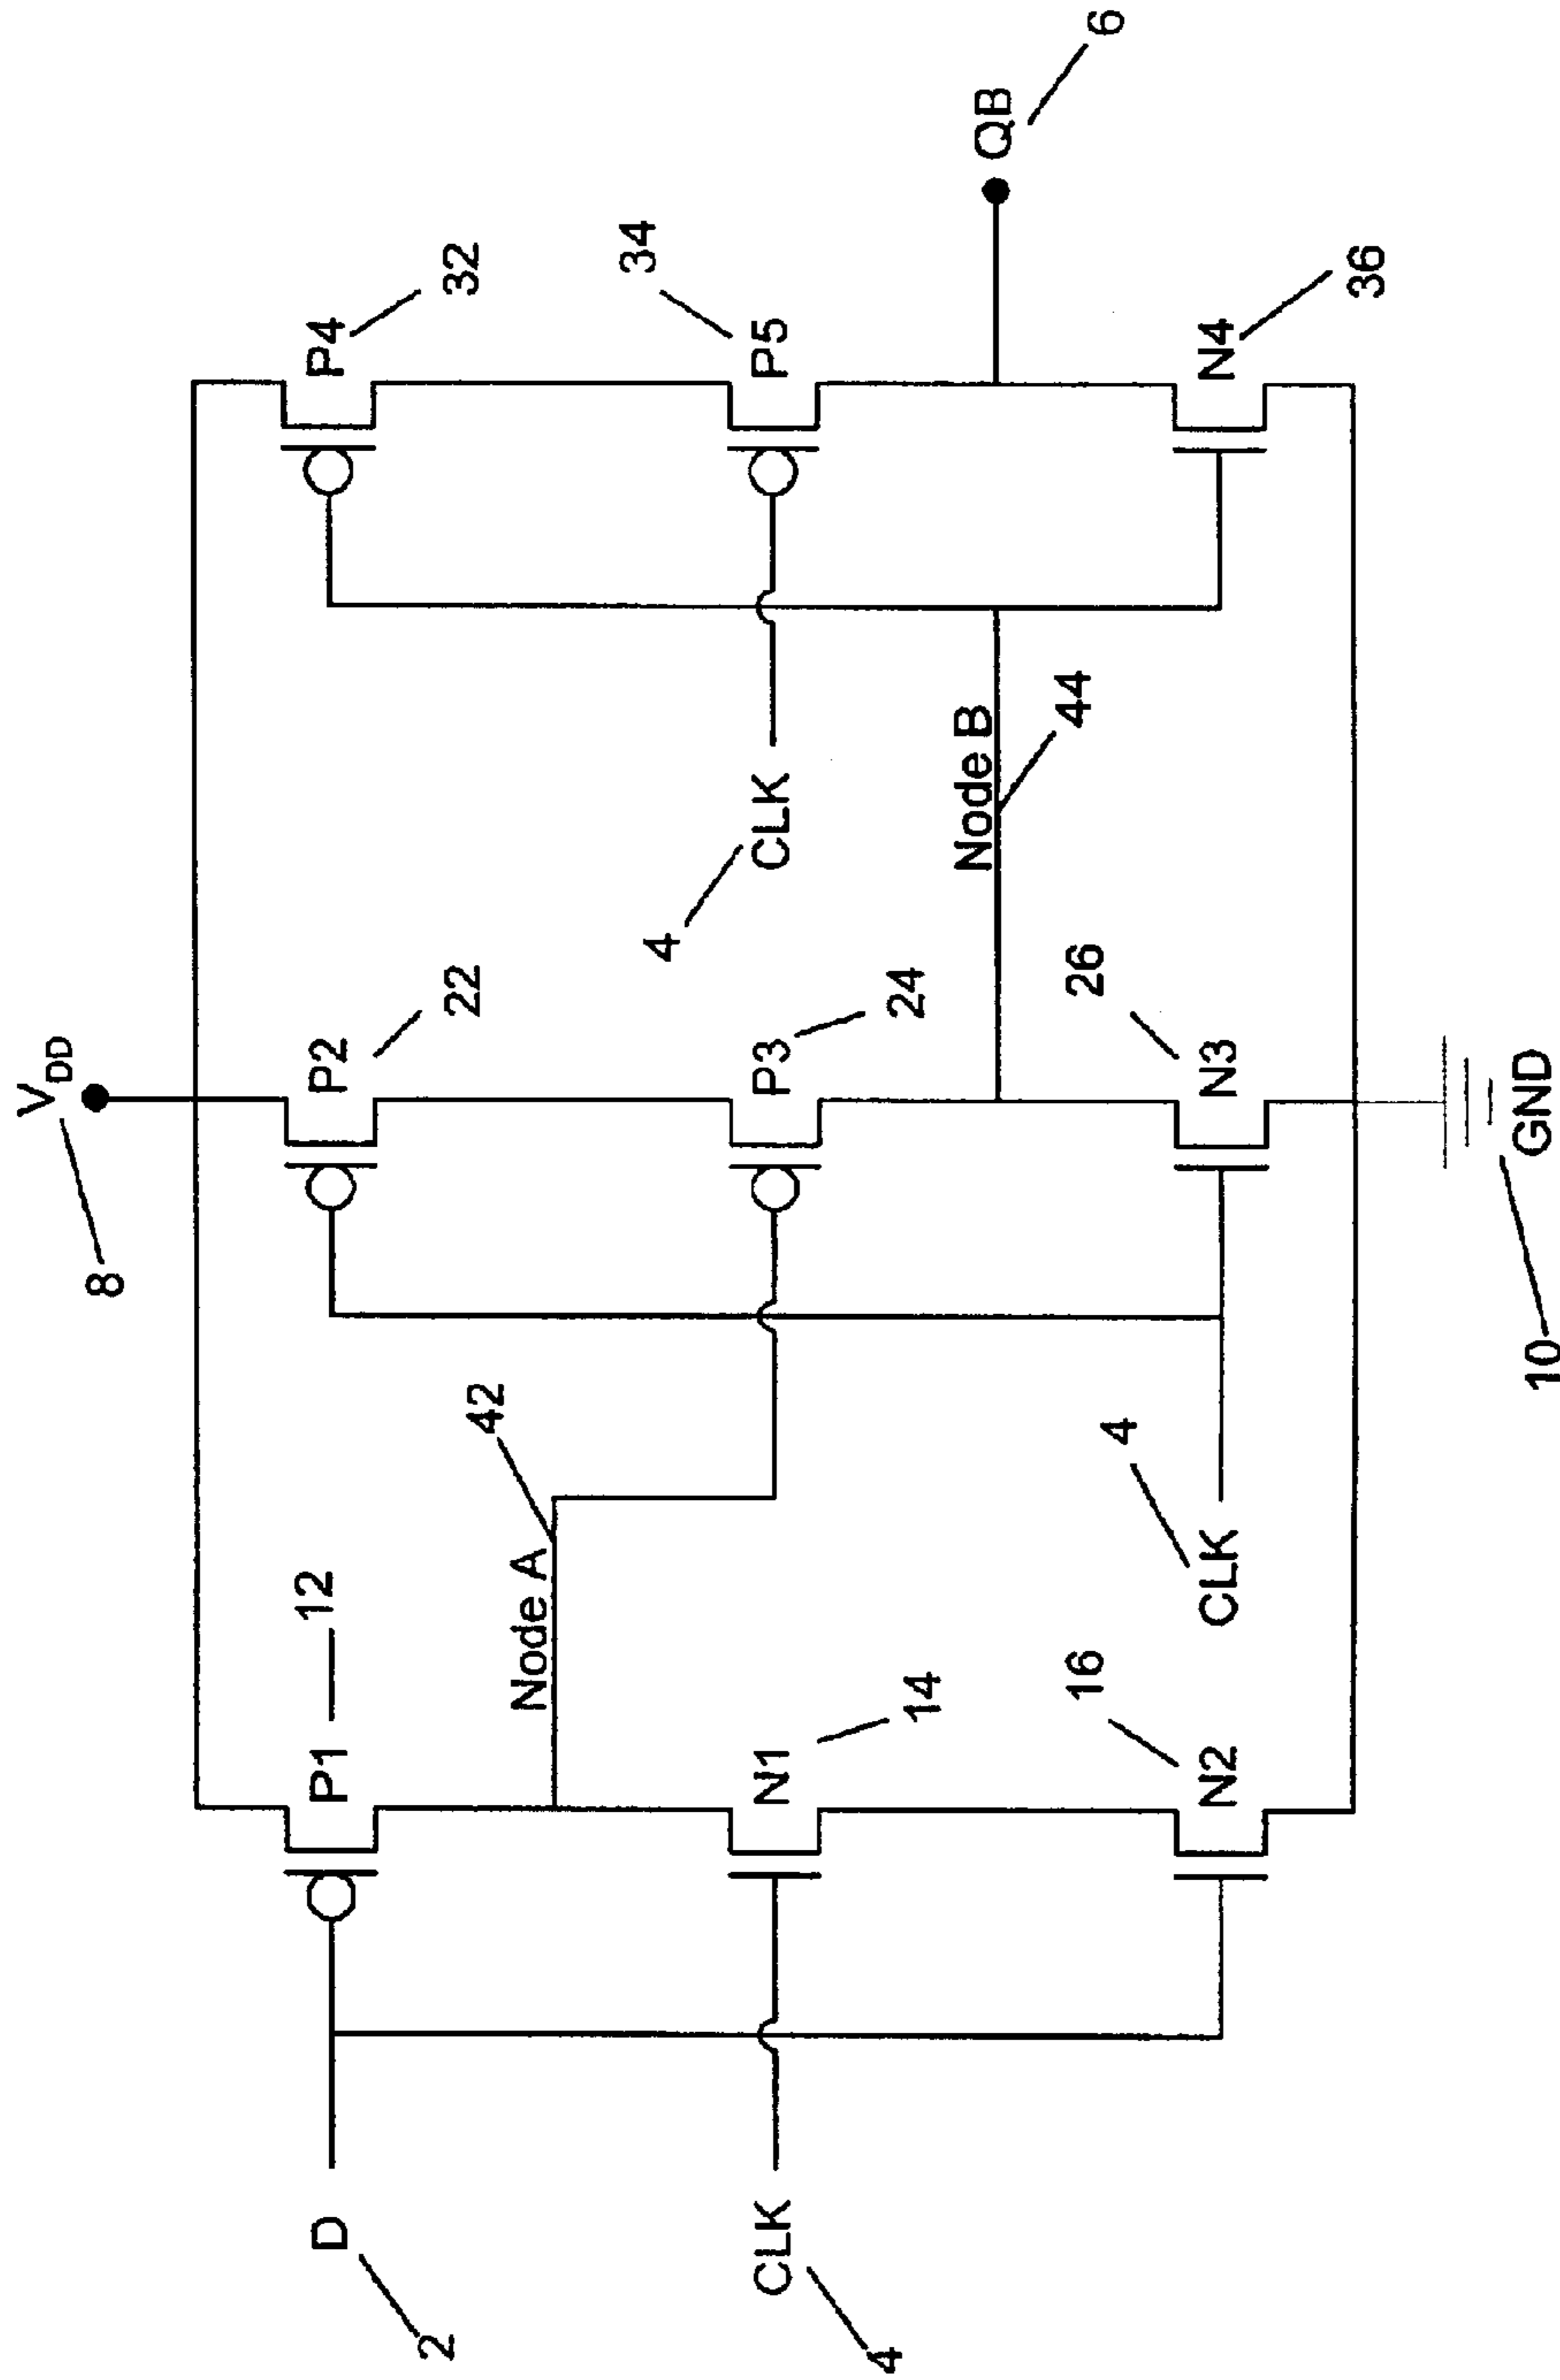 V_DD
8
P4
32
P2
22
P1
12
42
Node A
34
P5
4
CLK
P3
24
N1
14
D
2
CLK
4
QB
6
Node B
44
N4
36
26
N3
4
CLK
16
N2
GND
10